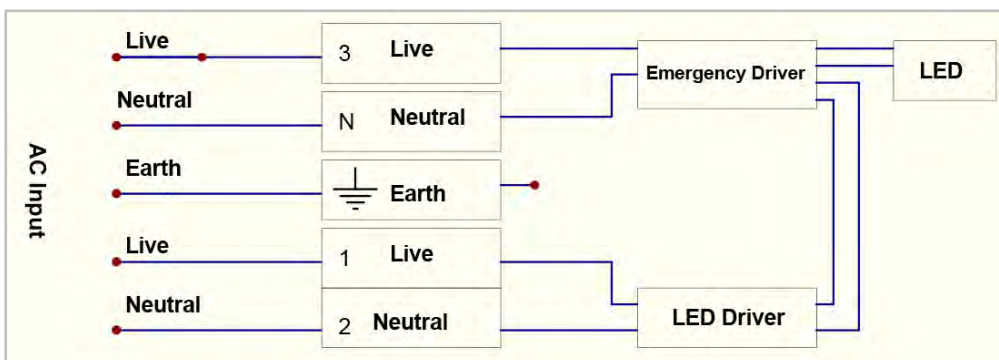 AC Input
Live
3 Live
Emergency Driver
LED
Neutral
N Neutral
Earth
Earth
Live
1 Live
Neutral
2 Neutral
LED Driver